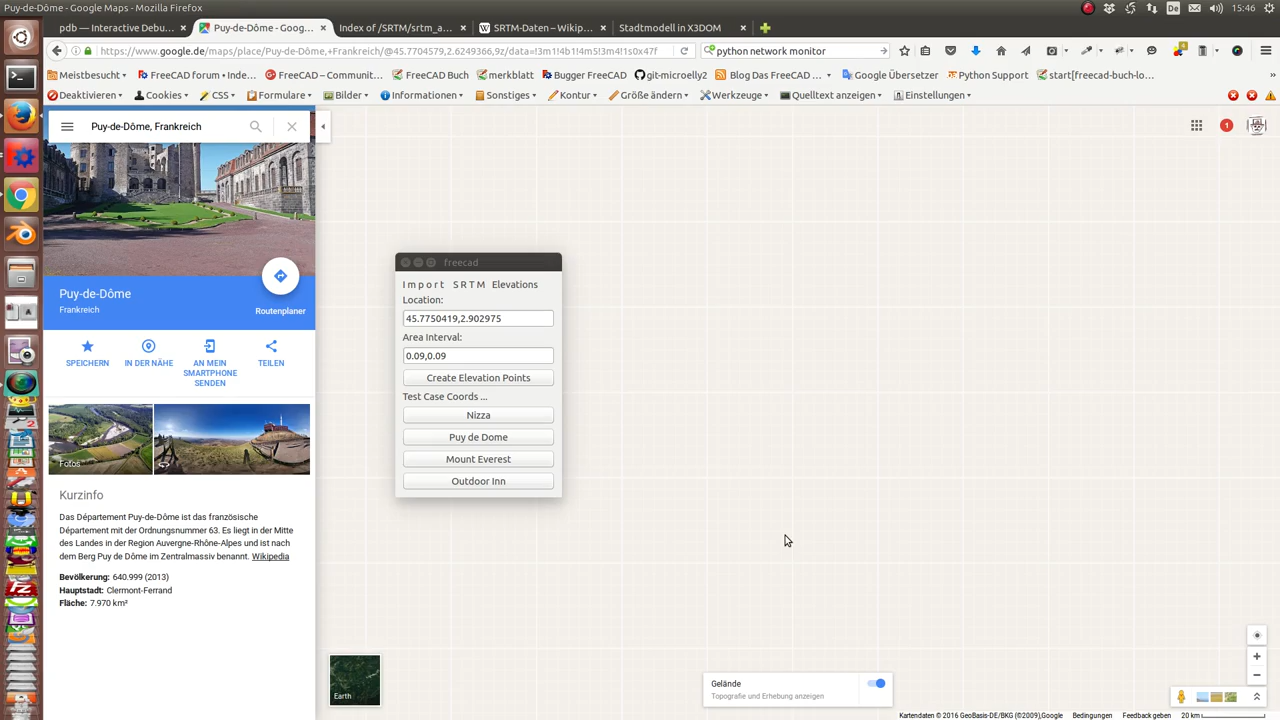 Puy-de-Dôme - Google Maps - Mozilla Firefox
De
15:46
pdb — Interactive Debu...
Puy-de-Dôme - Goog...
Index of /SRTM/srtm_a...
SRTM-Daten – Wikip...
Stadtmodell in X3DOM
https://www.google.de/maps/place/Puy-de-Dôme,+Frankreich/@45.7704579,2.6249366,9z/data=!3m1!4b1!4m5!3m4!1s0x47f
python network monitor
Meistbesucht
FreeCAD forum • Inde...
FreeCAD – Communit...
FreeCAD Buch
merkblatt
Bugger FreeCAD
git-microelly2
Blog Das FreeCAD ...
Google Übersetzer
Python Support
start[freecad-buch-lo...
»
Deaktivieren
Cookies
CSS
Formulare
Bilder
Informationen
Sonstiges
Kontur
Größe ändern
Werkzeuge
Quelltext anzeigen
Einstellungen
Puy-de-Dôme, Frankreich
1
freecad
Import SRTM Elevations
Location:
45.7750419,2.902975
Area Interval:
0.09,0.09
Create Elevation Points
Test Case Coords ...
Nizza
Puy de Dome
Mount Everest
Outdoor Inn
Puy-de-Dôme
Frankreich
Routenplaner
SPEICHERN
IN DER NÄHE
AN MEIN
SMARTPHONE
SENDEN
TEILEN
Fotos
Kurzinfo
Das Département Puy-de-Dôme ist das französische
Département mit der Ordnungsnummer 63. Es liegt in der Mitte
des Landes in der Region Auvergne-Rhône-Alpes und ist nach
dem Berg Puy de Dôme im Zentralmassiv benannt. Wikipedia
Bevölkerung: 640.999 (2013)
Hauptstadt: Clermont-Ferrand
Fläche: 7.970 km²
Earth
Gelände
Topografie und Erhebung anzeigen
Kartendaten © 2016 GeoBasis-DE/BKG (©2009),Google
Bedingungen
Feedback geben
20 km